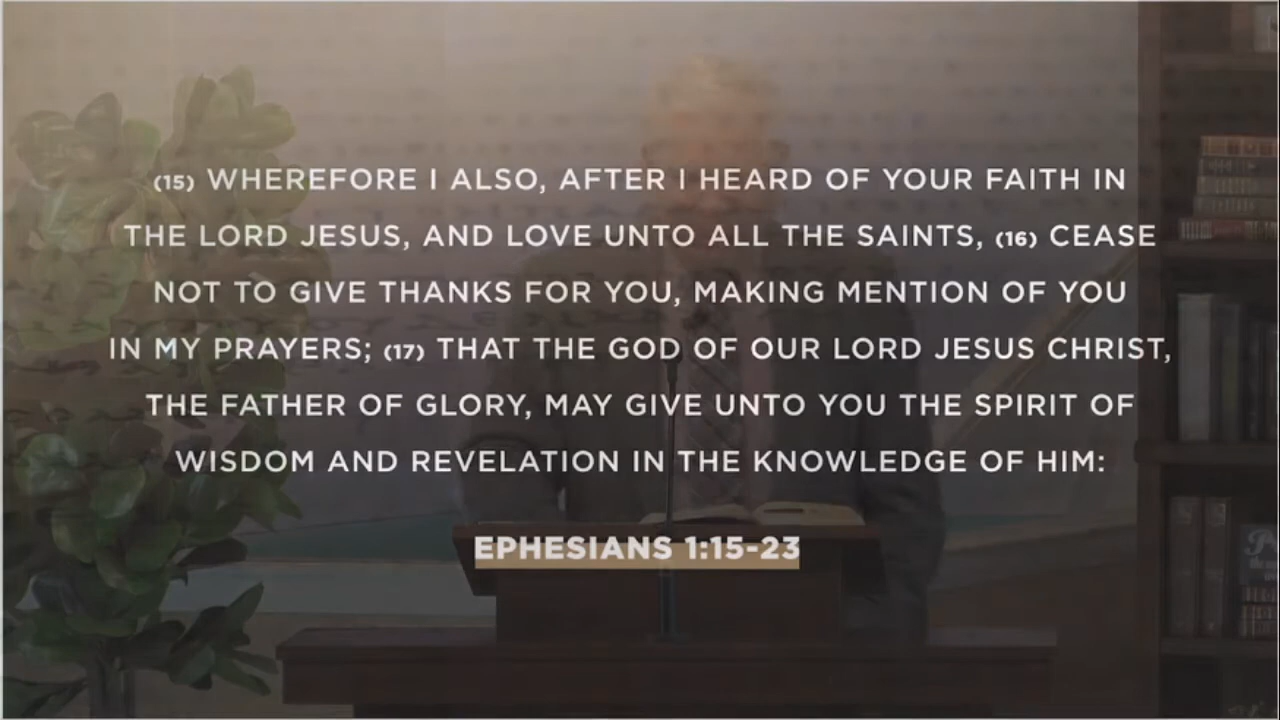 (15) WHEREFORE I ALSO, AFTER I HEARD OF YOUR FAITH IN
THE LORD JESUS, AND LOVE UNTO ALL THE SAINTS, (16) CEASE
NOT TO GIVE THANKS FOR YOU, MAKING MENTION OF YOU
IN MY PRAYERS; (17) THAT THE GOD OF OUR LORD JESUS CHRIST,
THE FATHER OF GLORY, MAY GIVE UNTO YOU THE SPIRIT OF
WISDOM AND REVELATION IN THE KNOWLEDGE OF HIM:
EPHESIANS 1:15-23